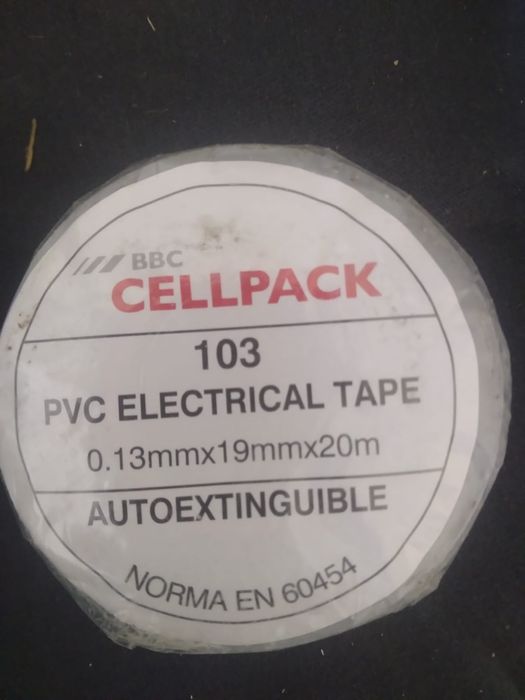 BBC
CELLPACK
103
PVC ELECTRICAL TAPE
0.13mmx19mmx20m
AUTOEXTINGUIBLE
NORMA EN 60454